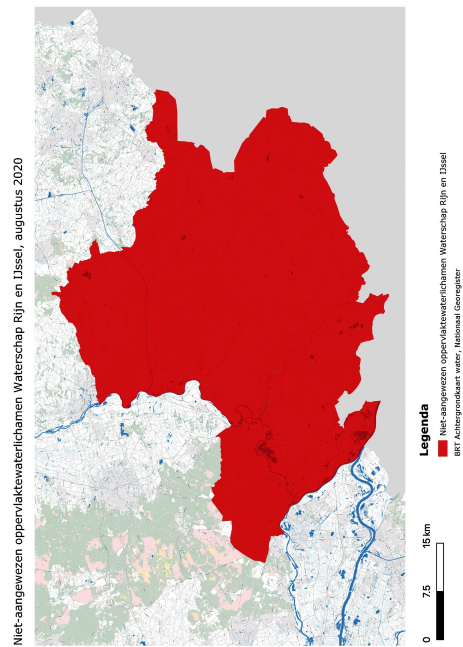 Niet-aangewezen oppervlaktewaterlichamen Waterschap Rijn en IJssel, augustus 2020
Legenda
Niet-aangewezen oppervlaktewaterlichamen Waterschap Rijn en IJssel
BRT Achtergrondkaart water, Nationaal Georegister
0 7.5 15 km